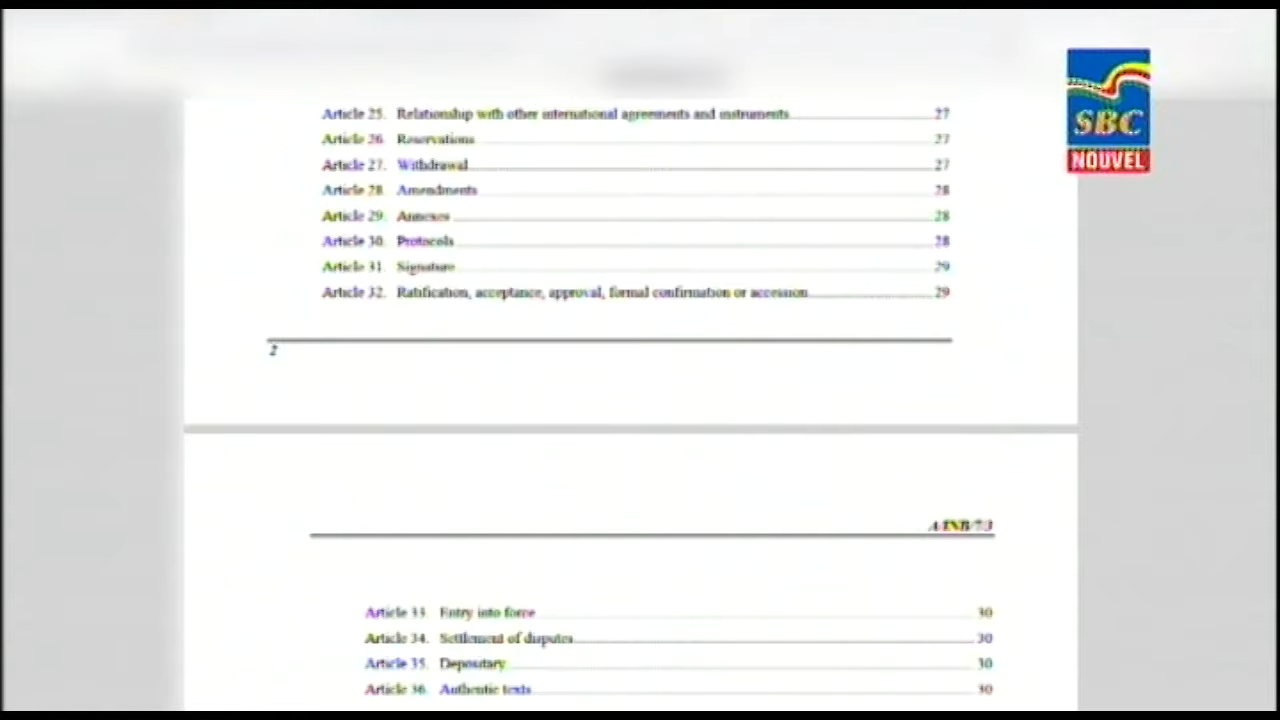 SBC
NOUVEL
Article 25. Relationship with other international agreements and instruments 27
Article 26. Reservations 27
Article 27. Withdrawal 27
Article 28. Amendments 28
Article 29. Annexes 28
Article 30. Protocols 28
Article 31. Signature 29
Article 32. Ratification, acceptance, approval, formal confirmation or accession 29
2
A/INB/7/3
Article 33. Entry into force 30
Article 34. Settlement of disputes 30
Article 35. Depositary 30
Article 36. Authentic texts 30